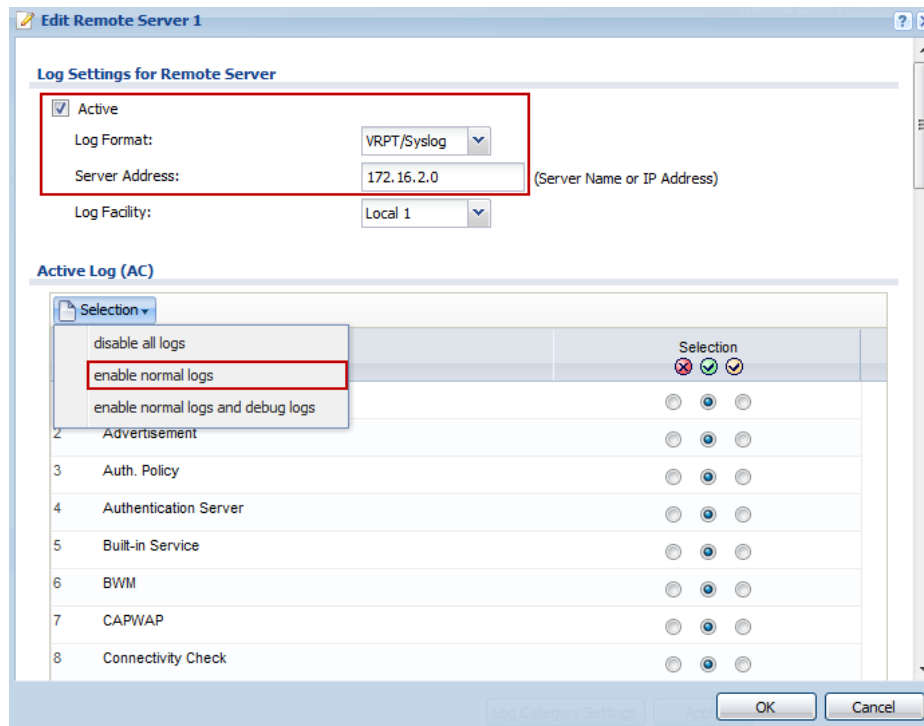 Edit Remote Server 1
Log Settings for Remote Server
Active
Log Format: VRPT/Syslog
Server Address: 172.16.2.0 (Server Name or IP Address)
Log Facility: Local 1
Active Log (AC)
Selection
disable all logs
enable normal logs
enable normal logs and debug logs
Selection
2 Advertisement
3 Auth. Policy
4 Authentication Server
5 Built-in Service
6 BWM
7 CAPWAP
8 Connectivity Check
Log Category Settings
OK Cancel